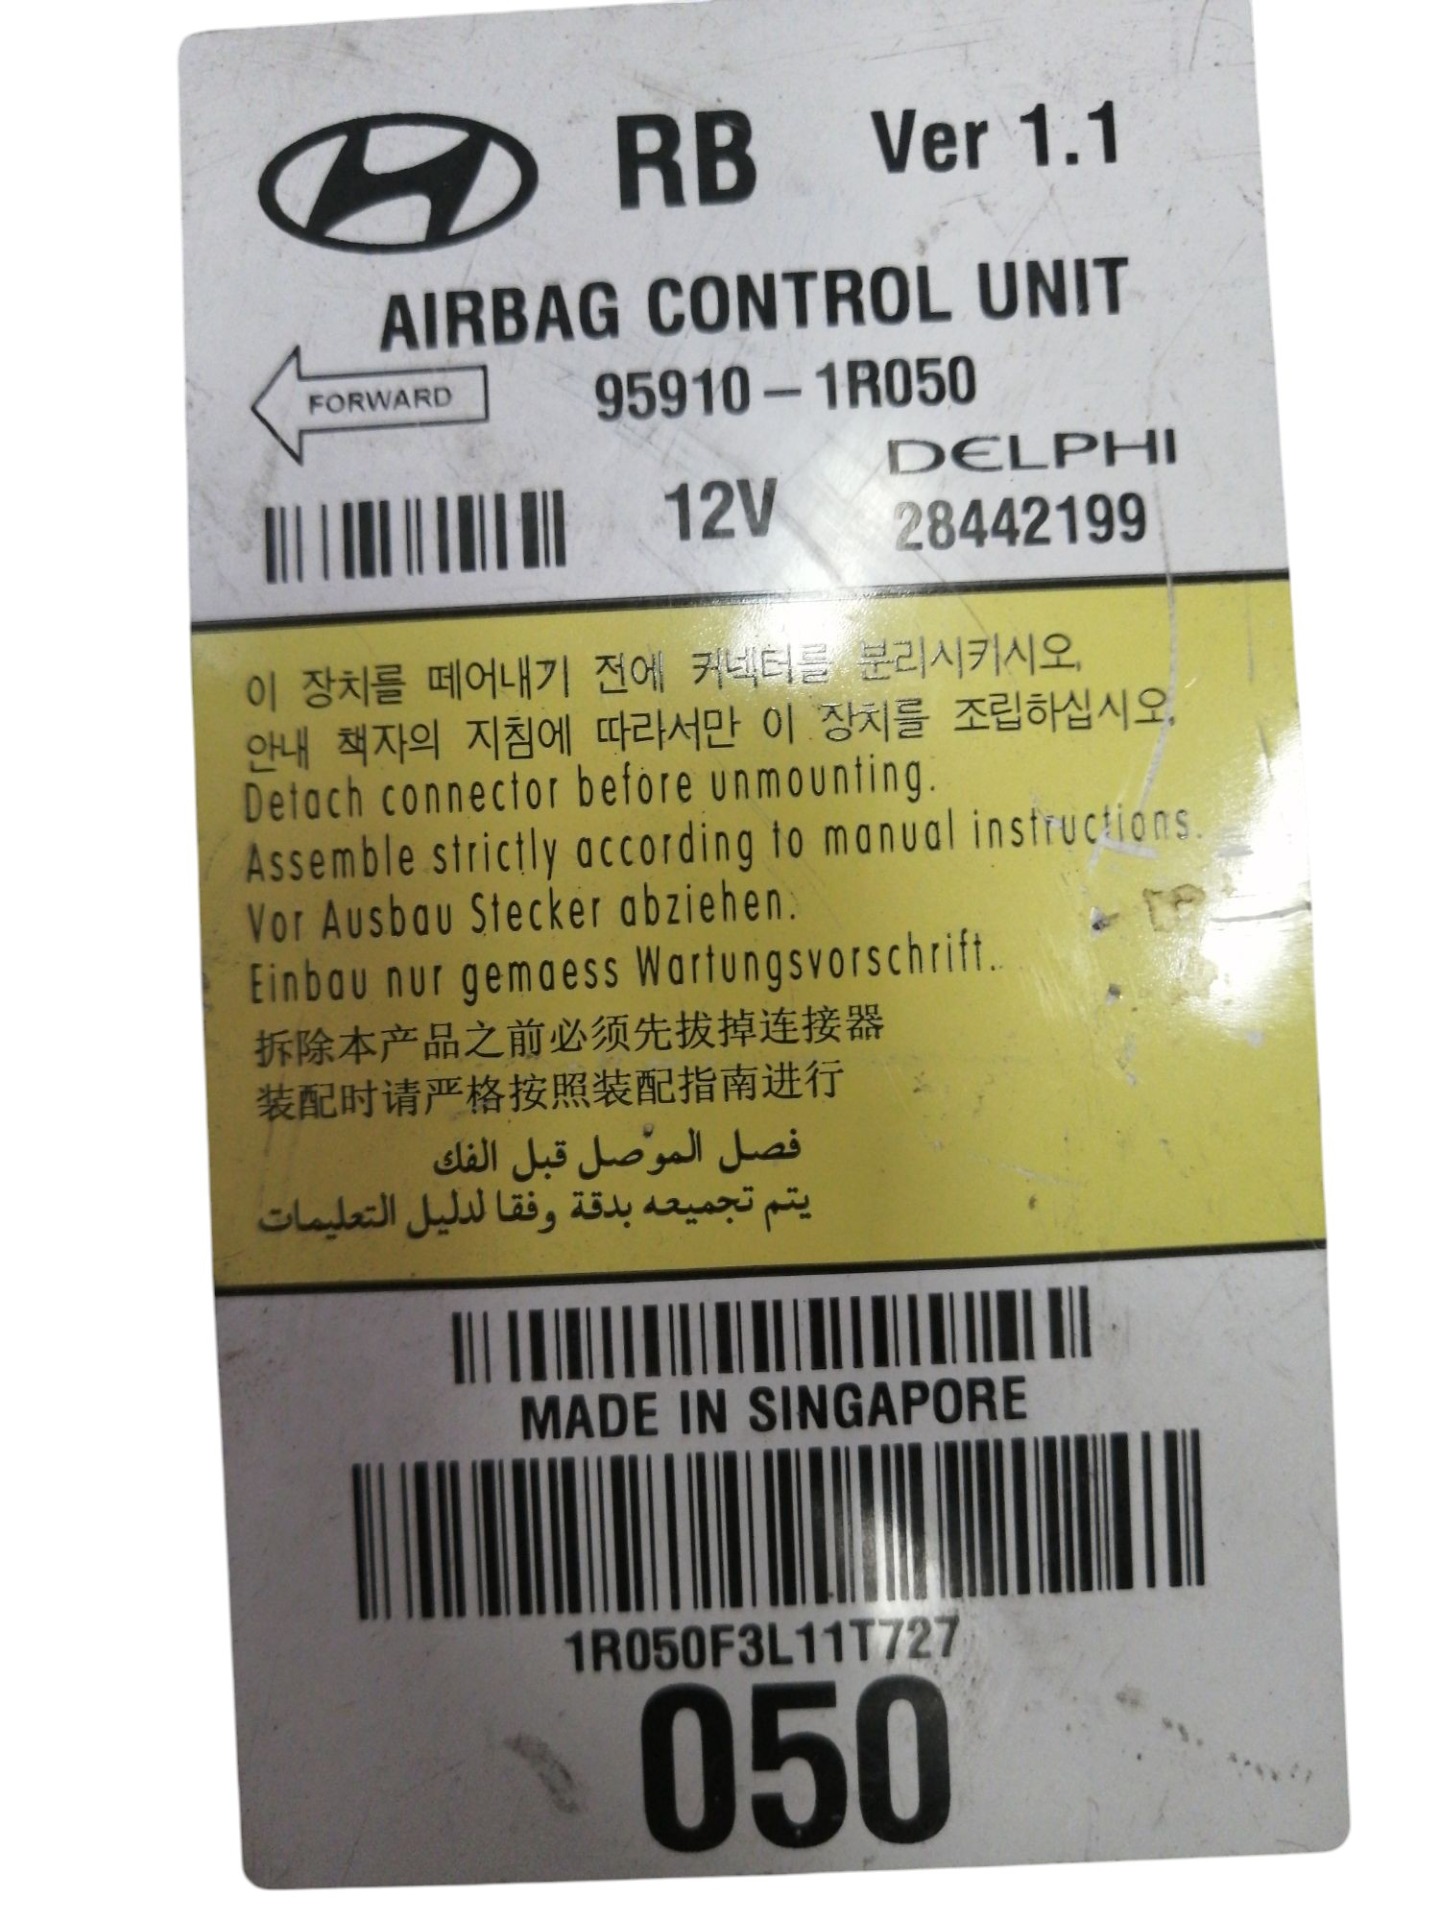 RB Ver 1.1
AIRBAG CONTROL UNIT
FORWARD 95910-1R050
DELPHI
12V 28442199
이 장치를 떼어내기 전에 커넥터를 분리시키시오,
안내 책자의 지침에 따라서만 이 장치를 조립하십시오,
Detach connector before unmounting.
Assemble strictly according to manual instructions.
Vor Ausbau Stecker abziehen.
Einbau nur gemaess Wartungsvorschrift.
拆除本产品之前必须先拔掉连接器
装配时请严格按照装配指南进行
فصل الموصل قبل الفك
يتم تجميعه بدقة وفقا لدليل التعليمات
MADE IN SINGAPORE
1R050F3L11T727
050